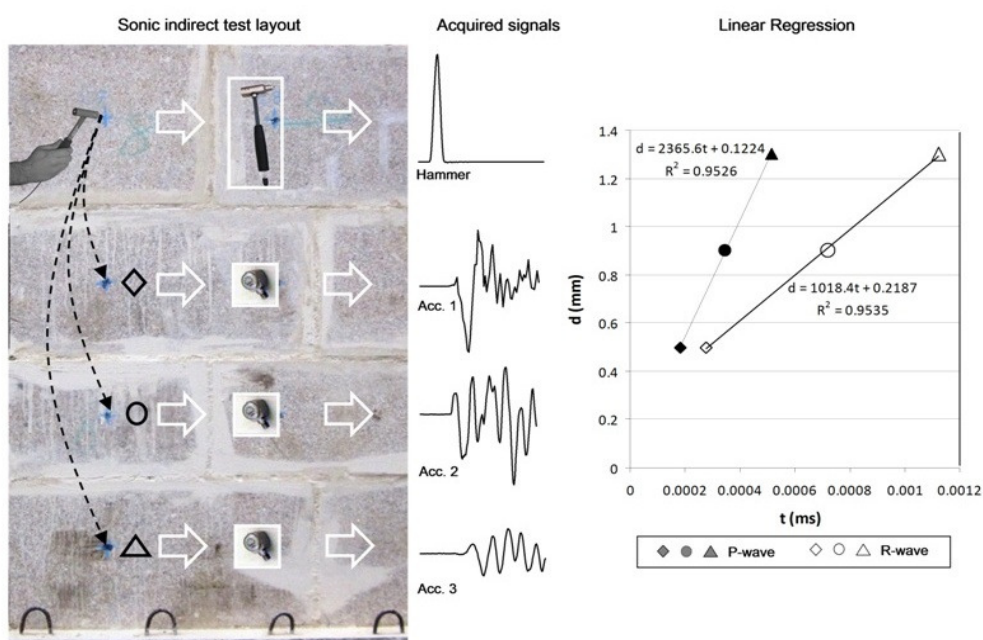 Sonic indirect test layout
Acquired signals
Linear Regression
Hammer
Acc. 1
Acc. 2
Acc. 3
d (mm)
1.4
1.2
1
0.8
0.6
0.4
0.2
0
d = 2365.6t + 0.1224
R² = 0.9526
d = 1018.4t + 0.2187
R² = 0.9535
0 0.0002 0.0004 0.0006 0.0008 0.001 0.0012
t (ms)
P-wave R-wave